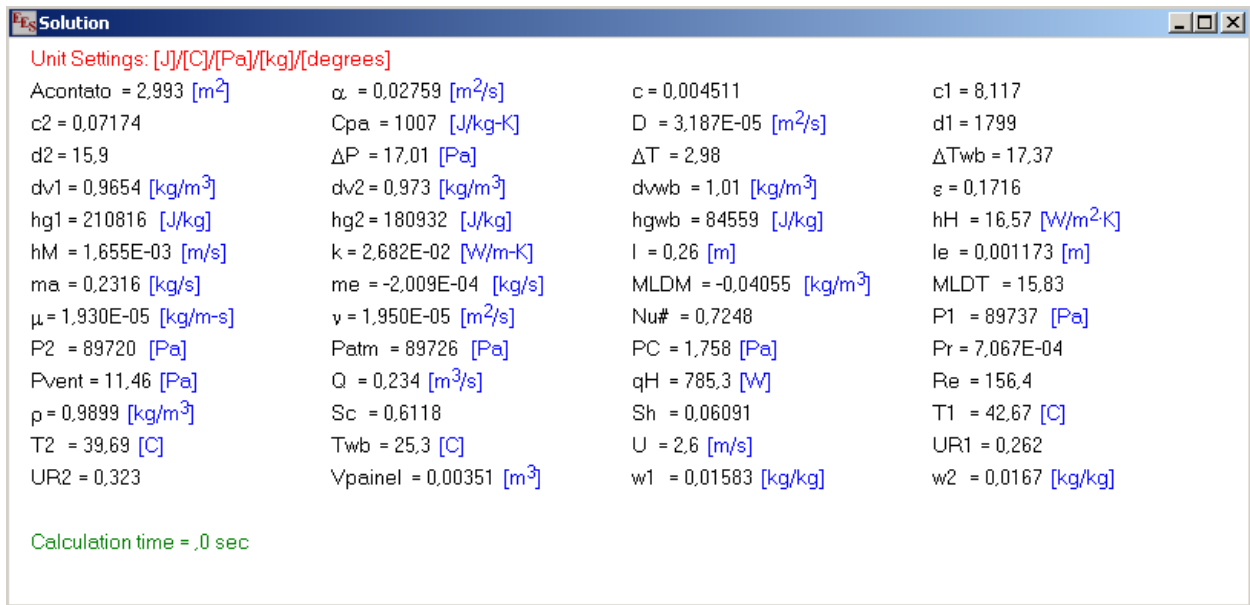 EES Solution
Unit Settings: [J]/[C]/[Pa]/[kg]/[degrees]
Acontato = 2,993 [m²] α = 0,02759 [m²/s] c = 0,004511 c1 = 8,117
c2 = 0,07174 Cpa = 1007 [J/kg-K] D = 3,187E-05 [m²/s] d1 = 1799
d2 = 15,9 ΔP = 17,01 [Pa] ΔT = 2,98 ΔTwb = 17,37
dv1 = 0,9654 [kg/m³] dv2 = 0,973 [kg/m³] dvwb = 1,01 [kg/m³] ε = 0,1716
hg1 = 210816 [J/kg] hg2 = 180932 [J/kg] hgwb = 84559 [J/kg] hH = 16,57 [W/m²-K]
hM = 1,655E-03 [m/s] k = 2,682E-02 [W/m-K] l = 0,26 [m] le = 0,001173 [m]
ma = 0,2316 [kg/s] me = -2,009E-04 [kg/s] MLDM = -0,04055 [kg/m³] MLDT = 15,83
μ = 1,930E-05 [kg/m-s] ν = 1,950E-05 [m²/s] Nu# = 0,7248 P1 = 89737 [Pa]
P2 = 89720 [Pa] Patm = 89726 [Pa] PC = 1,758 [Pa] Pr = 7,067E-04
Pvent = 11,46 [Pa] Q = 0,234 [m³/s] qH = 785,3 [W] Re = 156,4
ρ = 0,9899 [kg/m³] Sc = 0,6118 Sh = 0,06091 T1 = 42,67 [C]
T2 = 39,69 [C] Twb = 25,3 [C] U = 2,6 [m/s] UR1 = 0,262
UR2 = 0,323 Vpainel = 0,00351 [m³] w1 = 0,01583 [kg/kg] w2 = 0,0167 [kg/kg]
Calculation time = ,0 sec